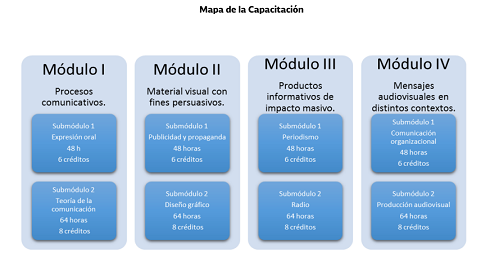 Mapa de la Capacitación
Módulo I
Procesos
comunicativos.
Submódulo 1
Expresión oral
48 h
6 créditos
Submódulo 2
Teoría de la
comunicación
64 horas
8 créditos
Módulo II
Material visual con
fines persuasivos.
Submódulo 1
Publicidad y propaganda
48 horas
6 créditos
Submódulo 2
Diseño gráfico
64 horas
8 créditos
Módulo III
Productos
informativos de
impacto masivo.
Submódulo 1
Periodismo
48 horas
6 créditos
Submódulo 2
Radio
64 horas
8 créditos
Módulo IV
Mensajes
audiovisuales en
distintos contextos.
Submódulo 1
Comunicación
organizacional
48 horas
6 créditos
Submódulo 2
Producción audiovisual
64 horas
8 créditos